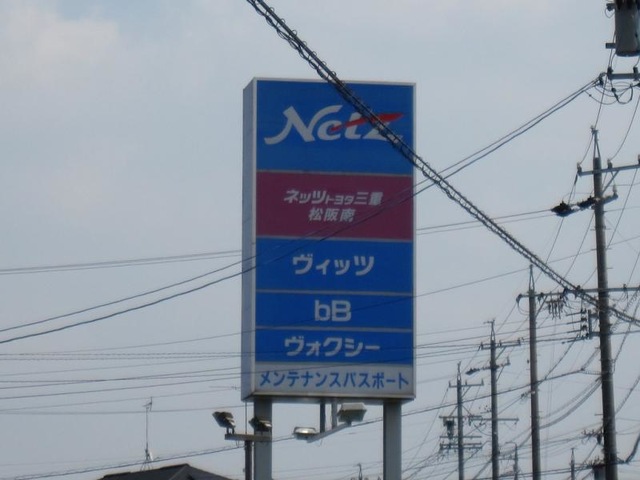 Netz
ネッツトヨタ三重
松阪南
ヴィッツ
bB
ヴォクシー
メンテナンスパスポート